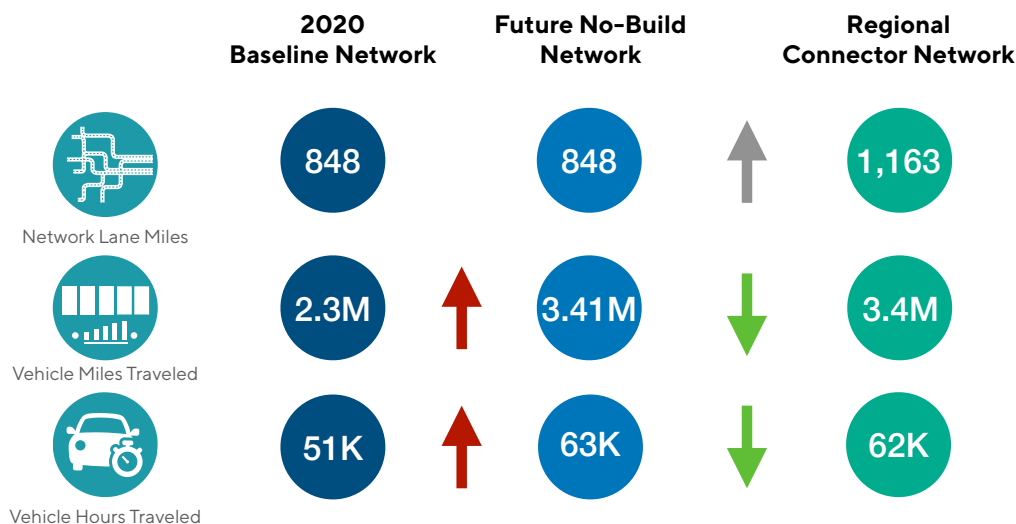 2020
Baseline Network
Future No-Build
Network
Regional
Connector Network
848
848
1,163
Network Lane Miles
2.3M
3.41M
3.4M
Vehicle Miles Traveled
51K
63K
62K
Vehicle Hours Traveled